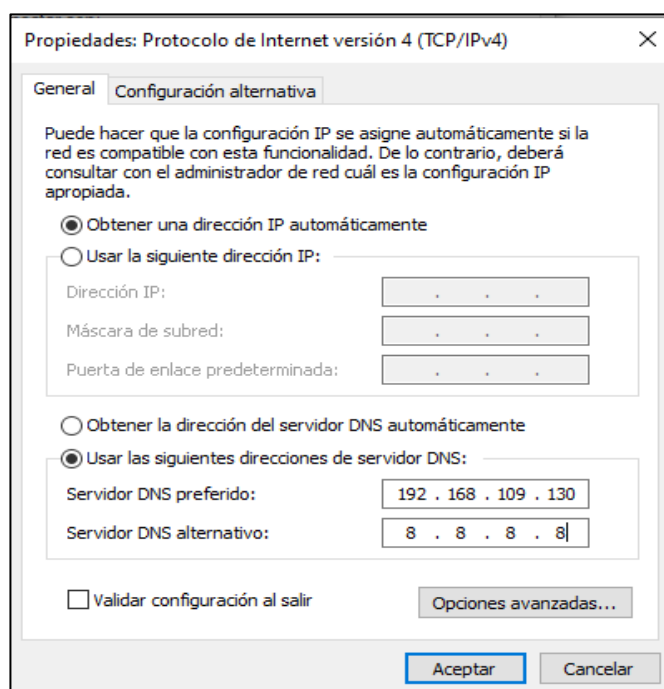 Propiedades: Protocolo de Internet versión 4 (TCP/IPv4)
General
Configuración alternativa
Puede hacer que la configuración IP se asigne automáticamente si la
red es compatible con esta funcionalidad. De lo contrario, deberá
consultar con el administrador de red cuál es la configuración IP
apropiada.
Obtener una dirección IP automáticamente
Usar la siguiente dirección IP:
Dirección IP: . . .
Máscara de subred: . . .
Puerta de enlace predeterminada: . . .
Obtener la dirección del servidor DNS automáticamente
Usar las siguientes direcciones de servidor DNS:
Servidor DNS preferido: 192 . 168 . 109 . 130
Servidor DNS alternativo: 8 . 8 . 8 . 8
Validar configuración al salir
Opciones avanzadas...
Aceptar
Cancelar